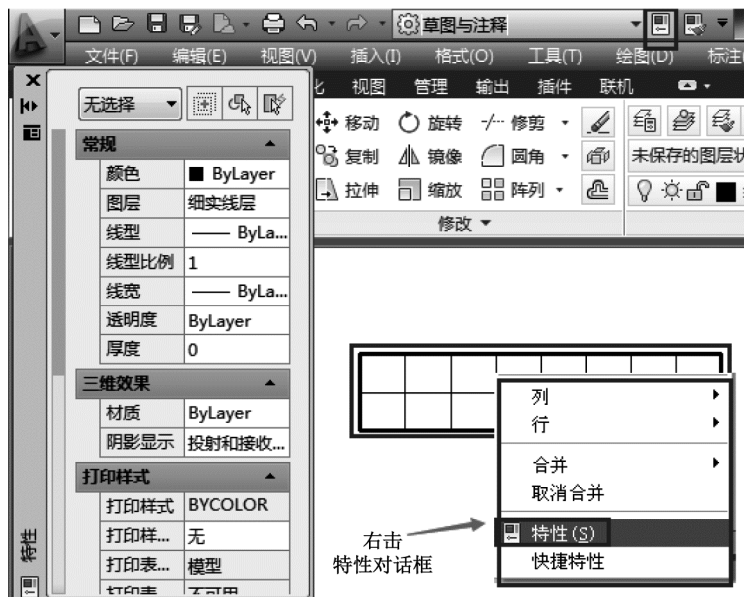 草图与注释
文件(F) 编辑(E) 视图(V) 插入(I) 格式(O) 工具(T) 绘图(D) 标注
视图 管理 输出 插件 联机
无选择
移动 旋转 修剪
复制 镜像 圆角 未保存的图层状
拉伸 缩放 阵列
修改
常规
颜色 ByLayer
图层 细实线层
线型 ByLa...
线型比例 1
线宽 ByLa...
透明度 ByLayer
厚度 0
三维效果
材质 ByLayer
阴影显示 投射和接收...
打印样式
打印样式 BYCOLOR
打印样... 无
打印表... 模型
打印表 不可用
特性
列
行
合并
取消合并
特性(S)
快捷特性
右击
特性对话框